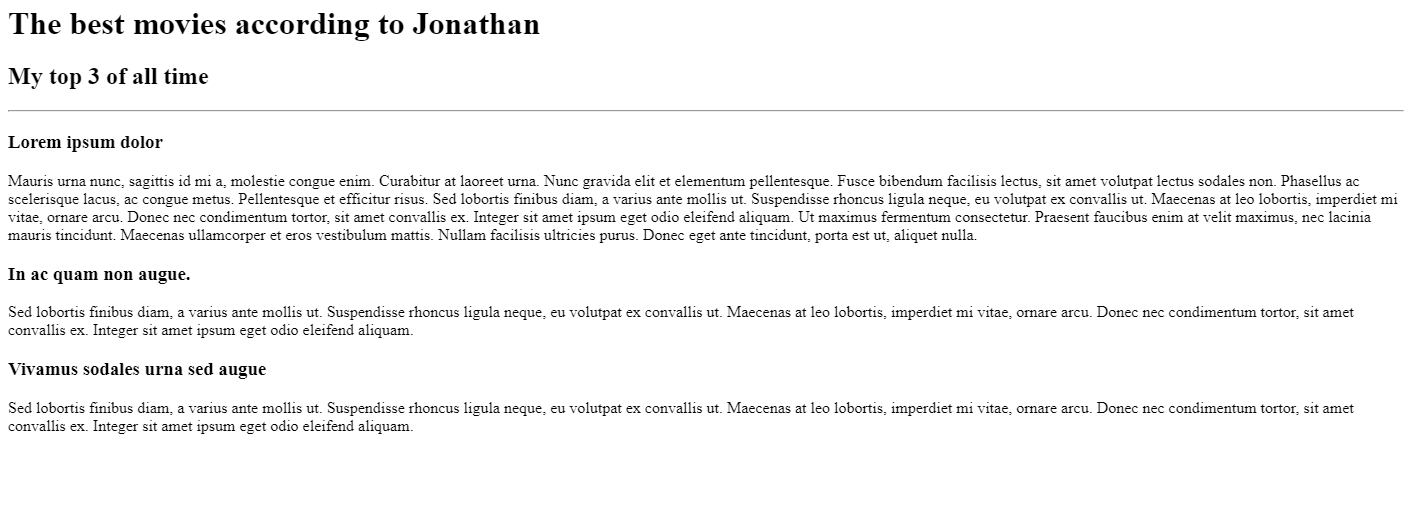 The best movies according to Jonathan
My top 3 of all time
Lorem ipsum dolor
Mauris urna nunc, sagittis id mi a, molestie congue enim. Curabitur at laoreet urna. Nunc gravida elit et elementum pellentesque. Fusce bibendum facilisis lectus, sit amet volutpat lectus sodales non. Phasellus ac
scelerisque lacus, ac congue metus. Pellentesque et efficitur risus. Sed lobortis finibus diam, a varius ante mollis ut. Suspendisse rhoncus ligula neque, eu volutpat ex convallis ut. Maecenas at leo lobortis, imperdiet mi
vitae, ornare arcu. Donec nec condimentum tortor, sit amet convallis ex. Integer sit amet ipsum eget odio eleifend aliquam. Ut maximus fermentum consectetur. Praesent faucibus enim at velit maximus, nec lacinia
mauris tincidunt. Maecenas ullamcorper et eros vestibulum mattis. Nullam facilisis ultricies purus. Donec eget ante tincidunt, porta est ut, aliquet nulla.
In ac quam non augue.
Sed lobortis finibus diam, a varius ante mollis ut. Suspendisse rhoncus ligula neque, eu volutpat ex convallis ut. Maecenas at leo lobortis, imperdiet mi vitae, ornare arcu. Donec nec condimentum tortor, sit amet
convallis ex. Integer sit amet ipsum eget odio eleifend aliquam.
Vivamus sodales urna sed augue
Sed lobortis finibus diam, a varius ante mollis ut. Suspendisse rhoncus ligula neque, eu volutpat ex convallis ut. Maecenas at leo lobortis, imperdiet mi vitae, ornare arcu. Donec nec condimentum tortor, sit amet
convallis ex. Integer sit amet ipsum eget odio eleifend aliquam.